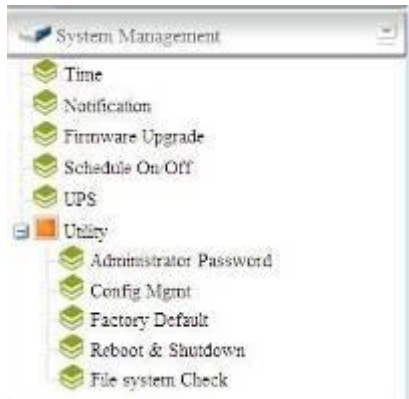 System Management
Time
Notification
Firmware Upgrade
Schedule On/Off
UPS
Utility
Administrator Password
Config Mgmt
Factory Default
Reboot & Shutdown
File system Check